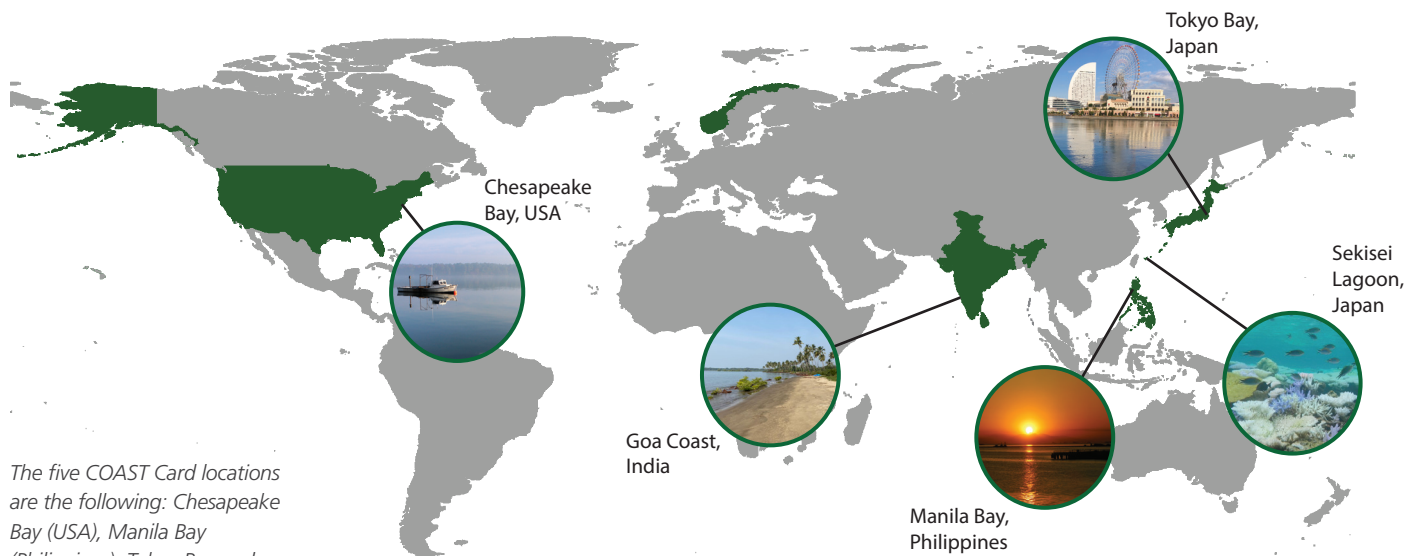 Tokyo Bay,
Japan
Chesapeake
Bay, USA
Sekisei
Lagoon,
Japan
Goa Coast,
India
Manila Bay,
Philippines
The five COAST Card locations
are the following: Chesapeake
Bay (USA), Manila Bay